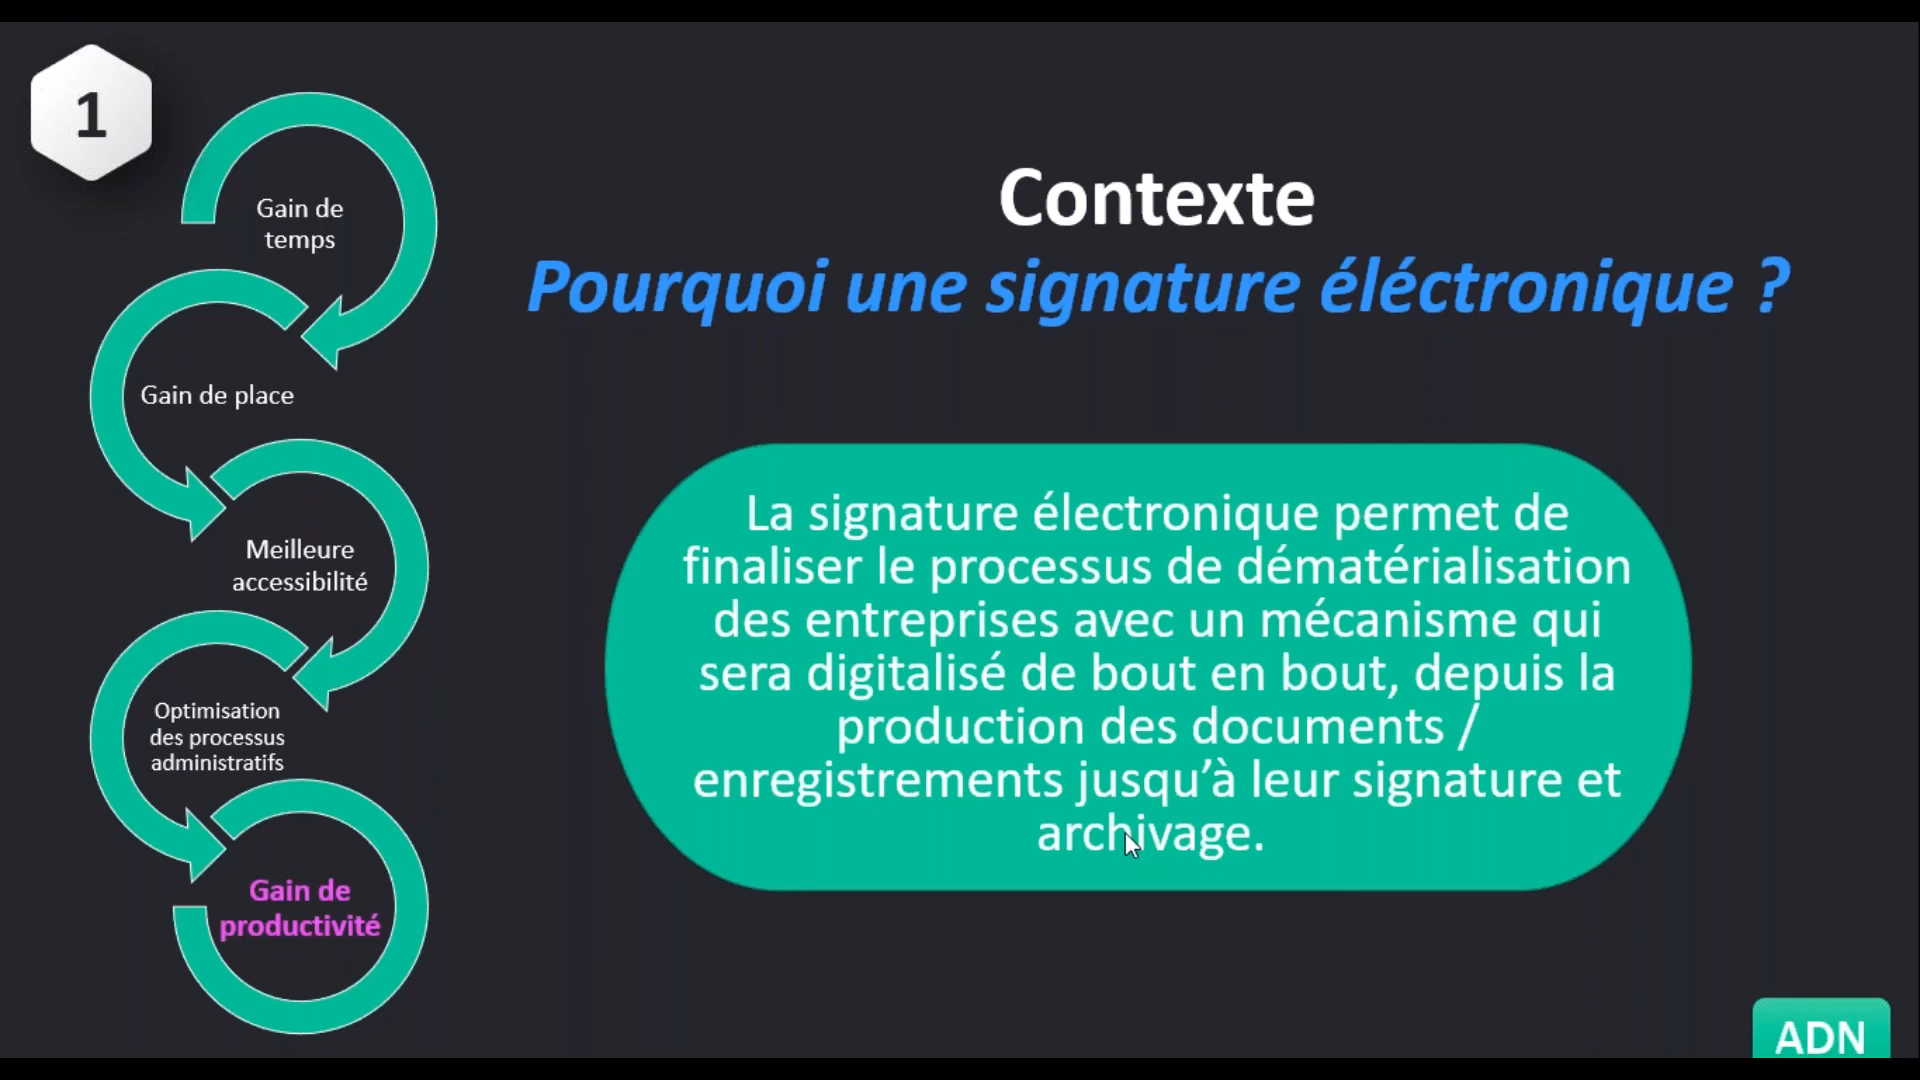 1
Gain de
temps
Gain de place
Meilleure
accessibilité
Optimisation
des processus
administratifs
Gain de
productivité
Contexte
Pourquoi une signature éléctronique ?
La signature électronique permet de
finaliser le processus de dématérialisation
des entreprises avec un mécanisme qui
sera digitalisé de bout en bout, depuis la
production des documents /
enregistrements jusqu’à leur signature et
archivage.
ADN